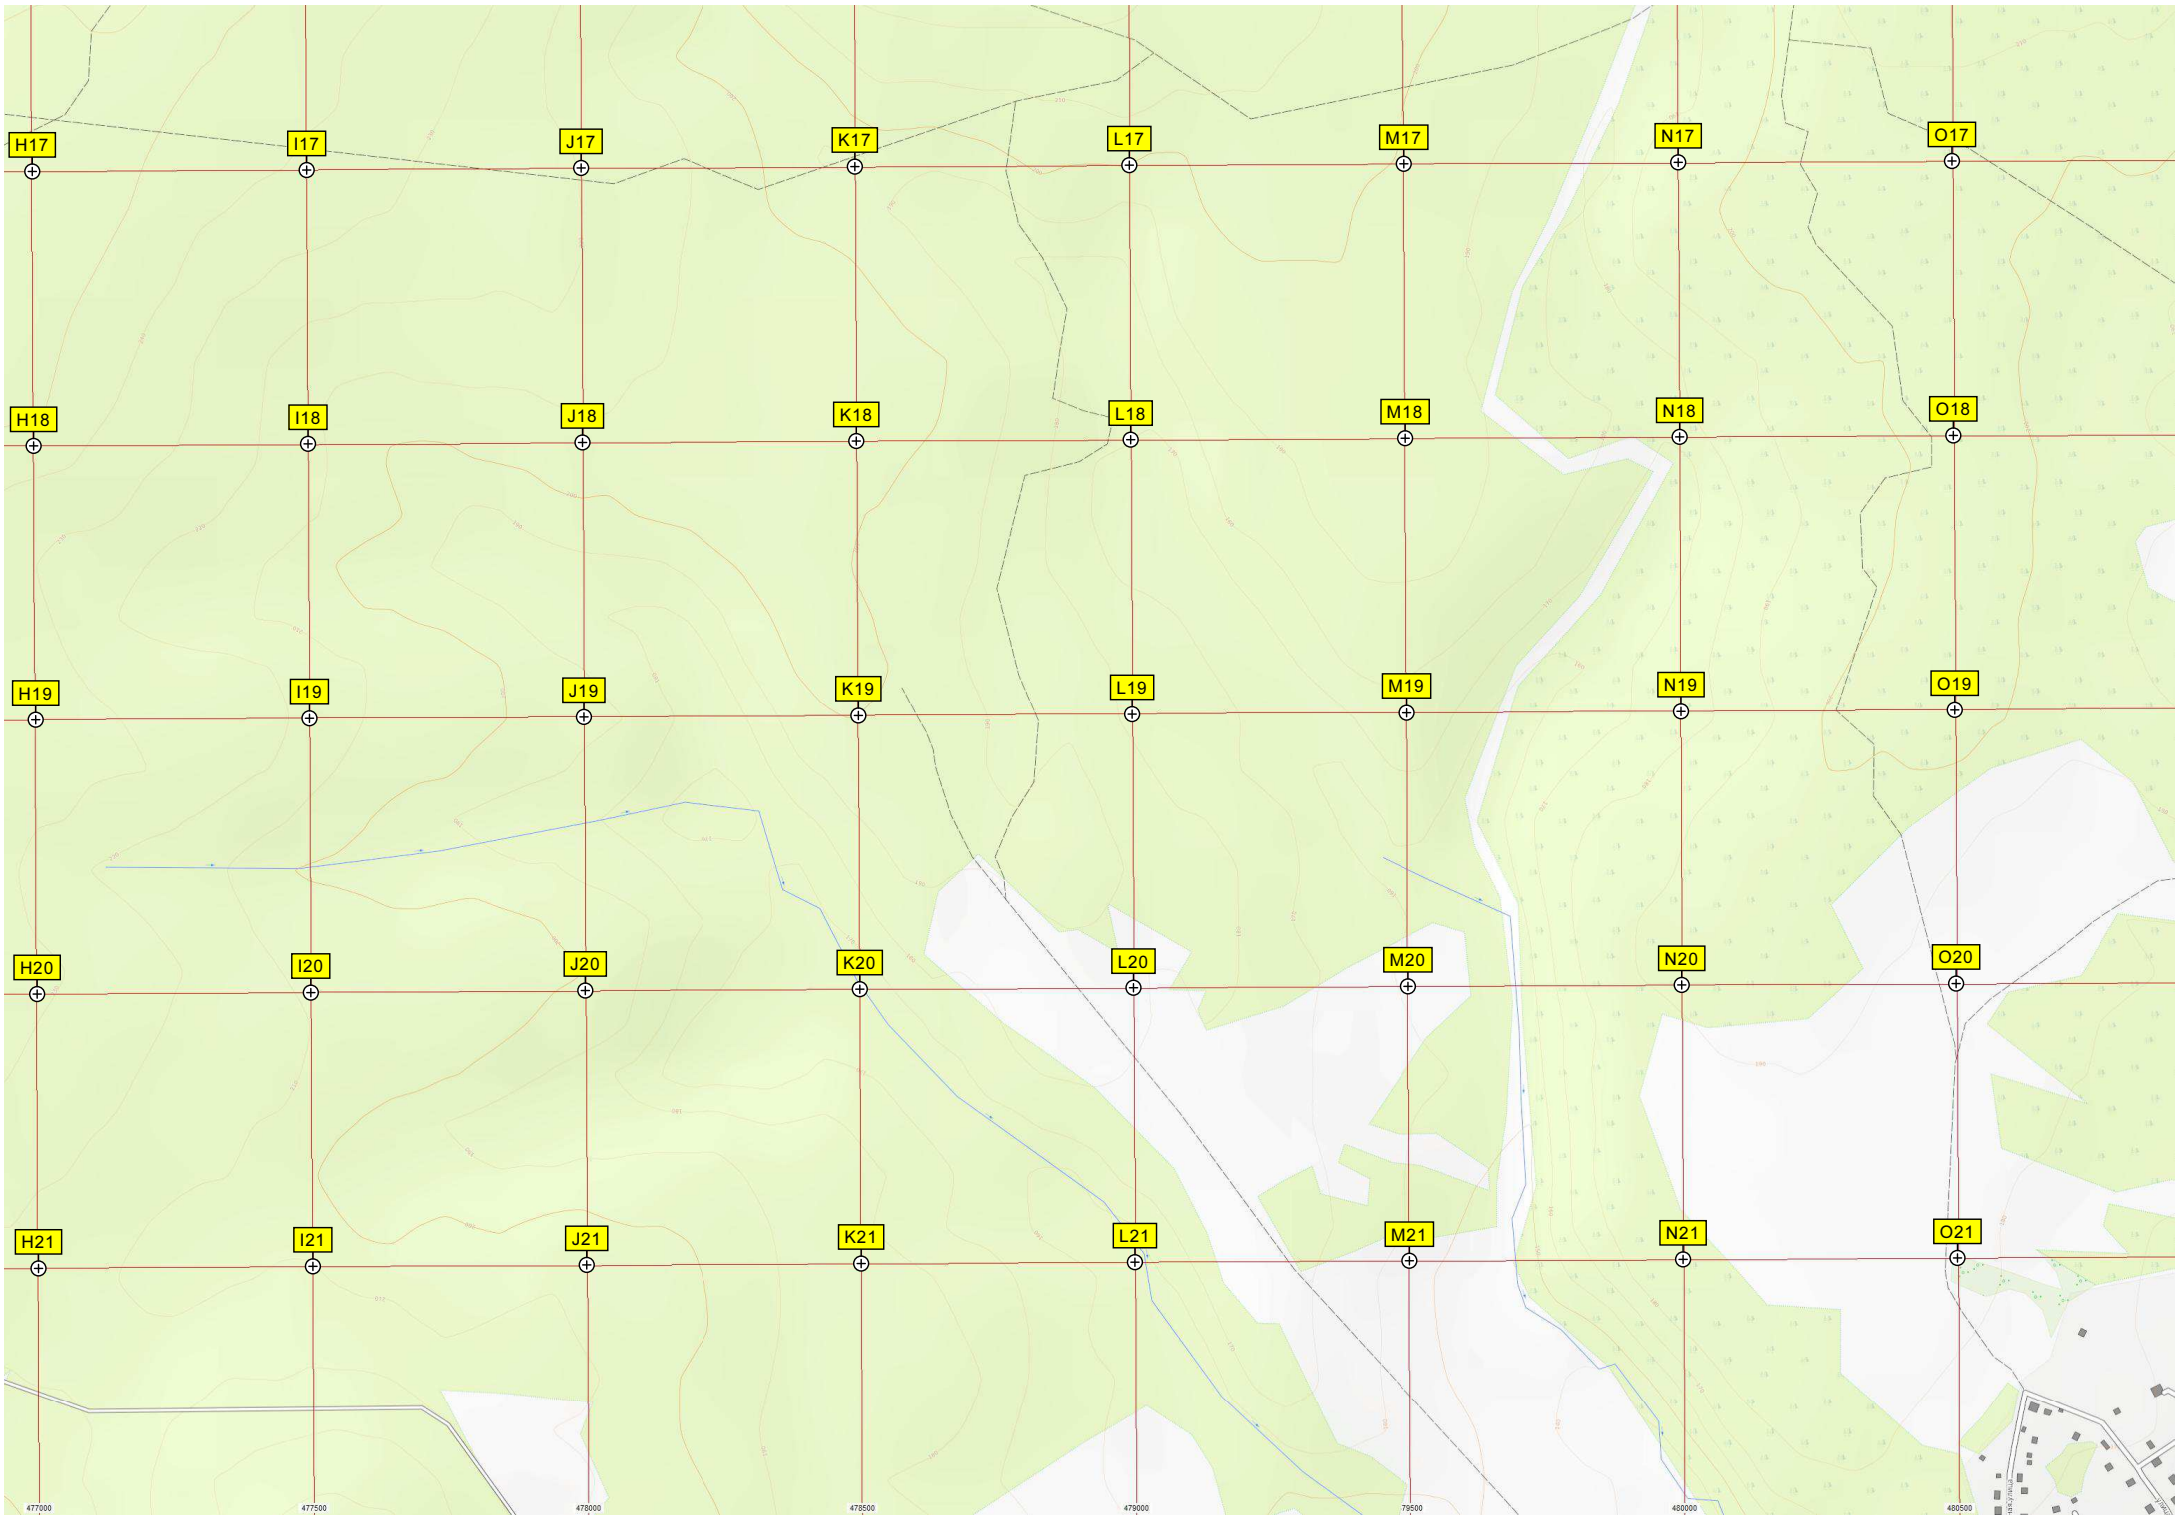 H17 I17 J17 K17 L17 M17 N17 O17
H18 I18 J18 K18 L18 M18 N18 O18
H19 I19 J19 K19 L19 M19 N19 O19
H20 I20 J20 K20 L20 M20 N20 O20
H21 I21 J21 K21 L21 M21 N21 O21
477000 477500 478000 478500 479000 479500 480000 480500